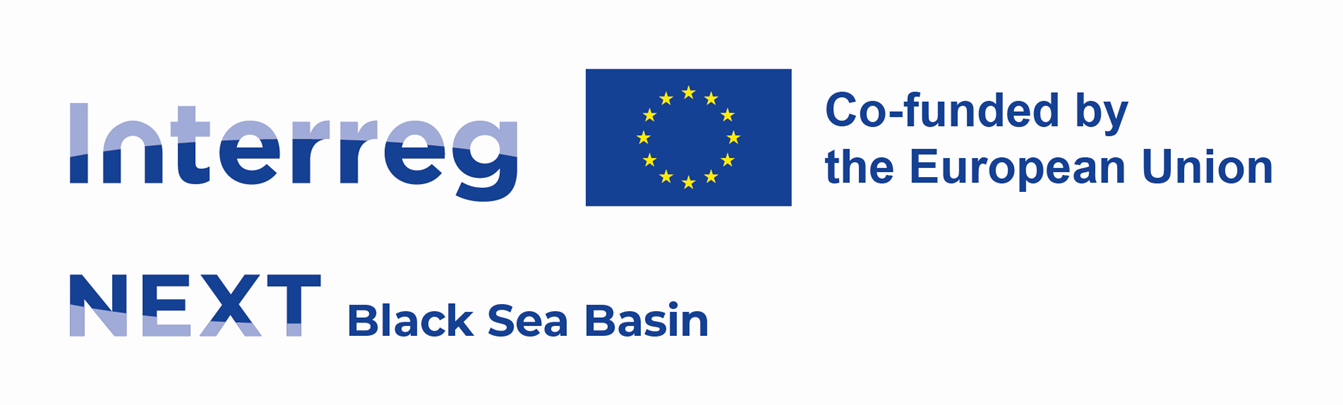 Interreg
Co-funded by
the European Union
NEXT Black Sea Basin